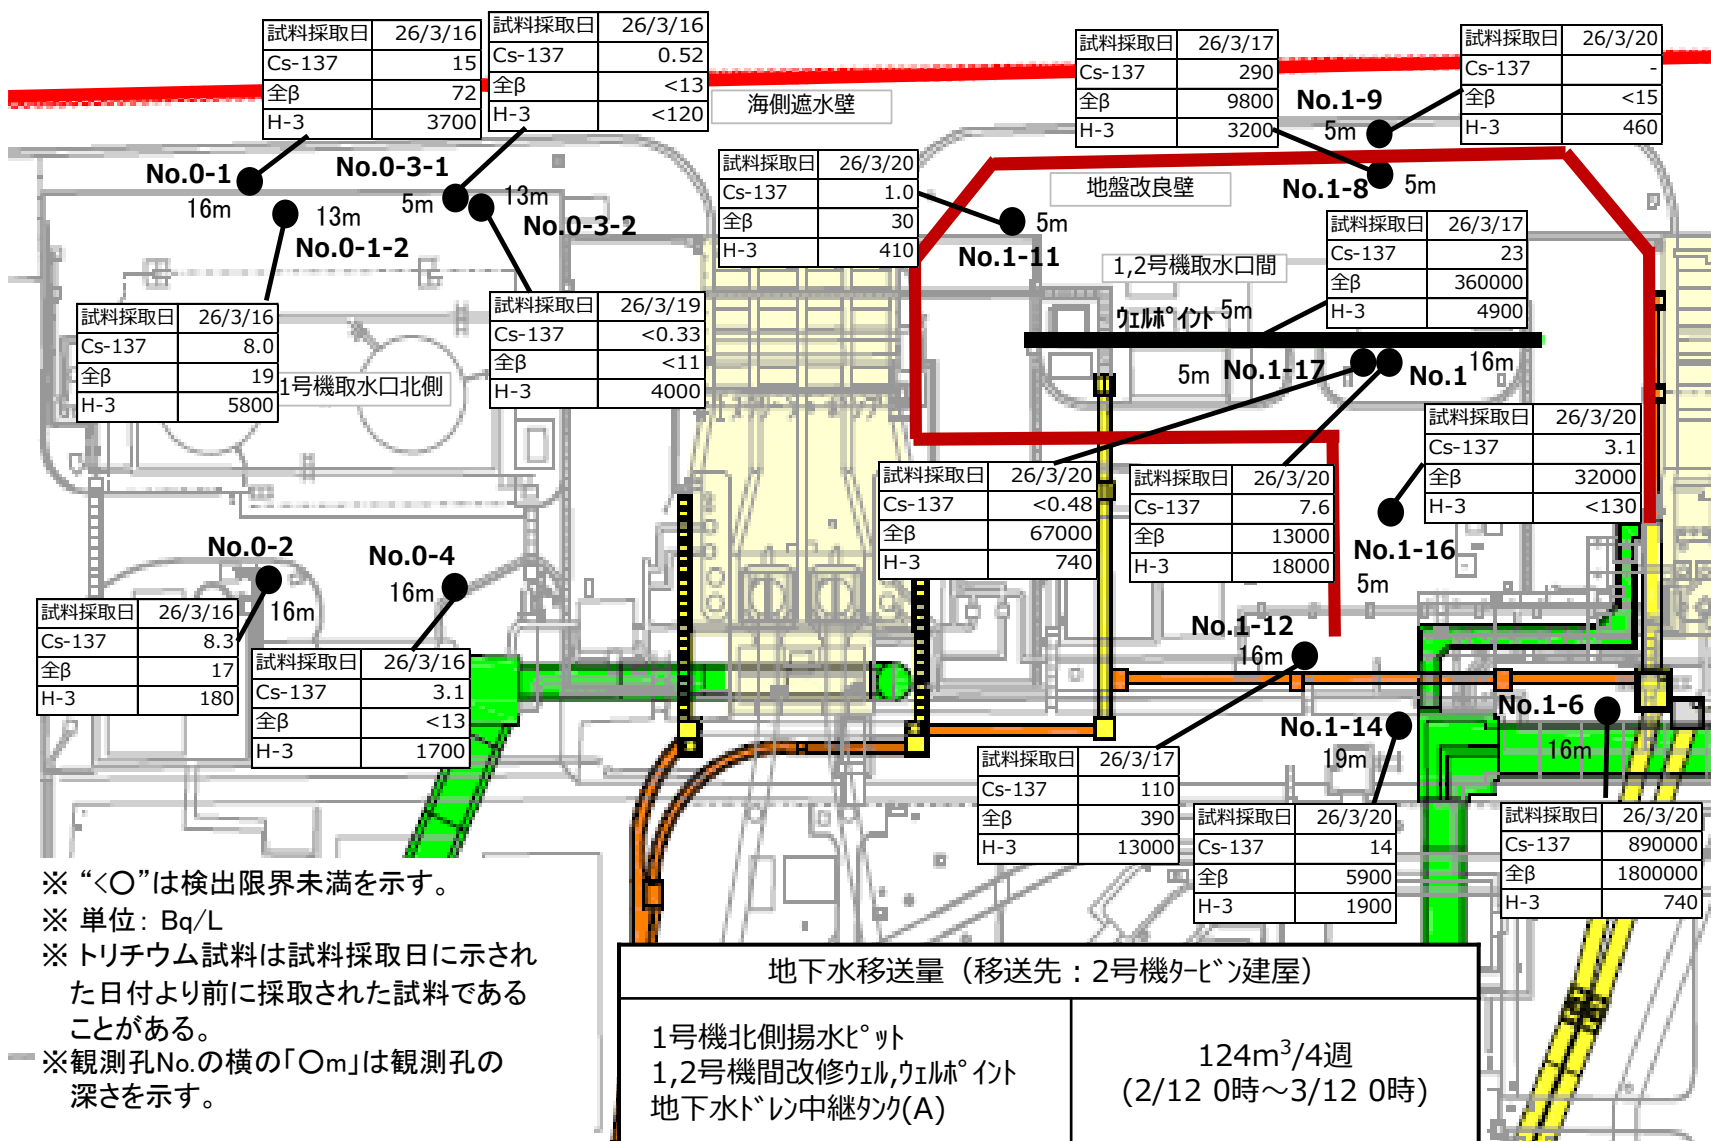 試料採取日 26/3/16
Cs-137 15
全β 72
H-3 3700
試料採取日 26/3/16
Cs-137 0.52
全β <13
H-3 <120
海側遮水壁
試料採取日 26/3/17
Cs-137 290
全β 9800
H-3 3200
試料採取日 26/3/20
Cs-137 -
全β <15
H-3 460
No.1-9
5m
No.0-1
16m
No.0-3-1
5m
13m
No.0-3-2
13m
No.0-1-2
試料採取日 26/3/20
Cs-137 1.0
全β 30
H-3 410
5m
No.1-11
地盤改良壁
No.1-8
5m
試料採取日 26/3/17
Cs-137 23
全β 360000
H-3 4900
1,2号機取水口間
ウェルポイント 5m
試料採取日 26/3/16
Cs-137 8.0
全β 19
H-3 5800
1号機取水口北側
試料採取日 26/3/19
Cs-137 <0.33
全β <11
H-3 4000
5m
No.1-17
No.1
16m
試料採取日 26/3/20
Cs-137 3.1
全β 32000
H-3 <130
試料採取日 26/3/20
Cs-137 <0.48
全β 67000
H-3 740
試料採取日 26/3/20
Cs-137 7.6
全β 13000
H-3 18000
No.1-16
5m
No.0-2
16m
No.0-4
16m
試料採取日 26/3/16
Cs-137 8.3
全β 17
H-3 180
試料採取日 26/3/16
Cs-137 3.1
全β <13
H-3 1700
No.1-12
16m
No.1-14
19m
No.1-6
16m
試料採取日 26/3/17
Cs-137 110
全β 390
H-3 13000
試料採取日 26/3/20
Cs-137 14
全β 5900
H-3 1900
試料採取日 26/3/20
Cs-137 890000
全β 1800000
H-3 740
※ “<○”は検出限界未満を示す。
※ 単位: Bq/L
※ トリチウム試料は試料採取日に示され
た日付より前に採取された試料である
ことがある。
※観測孔No.の横の「○m」は観測孔の
深さを示す。
地下水移送量（移送先：2号機タービン建屋）
1号機北側揚水ピット
1,2号機間改修ウェル,ウェルポイント
地下水ドレン中継タンク(A)
124m³/4週
(2/12 0時～3/12 0時)